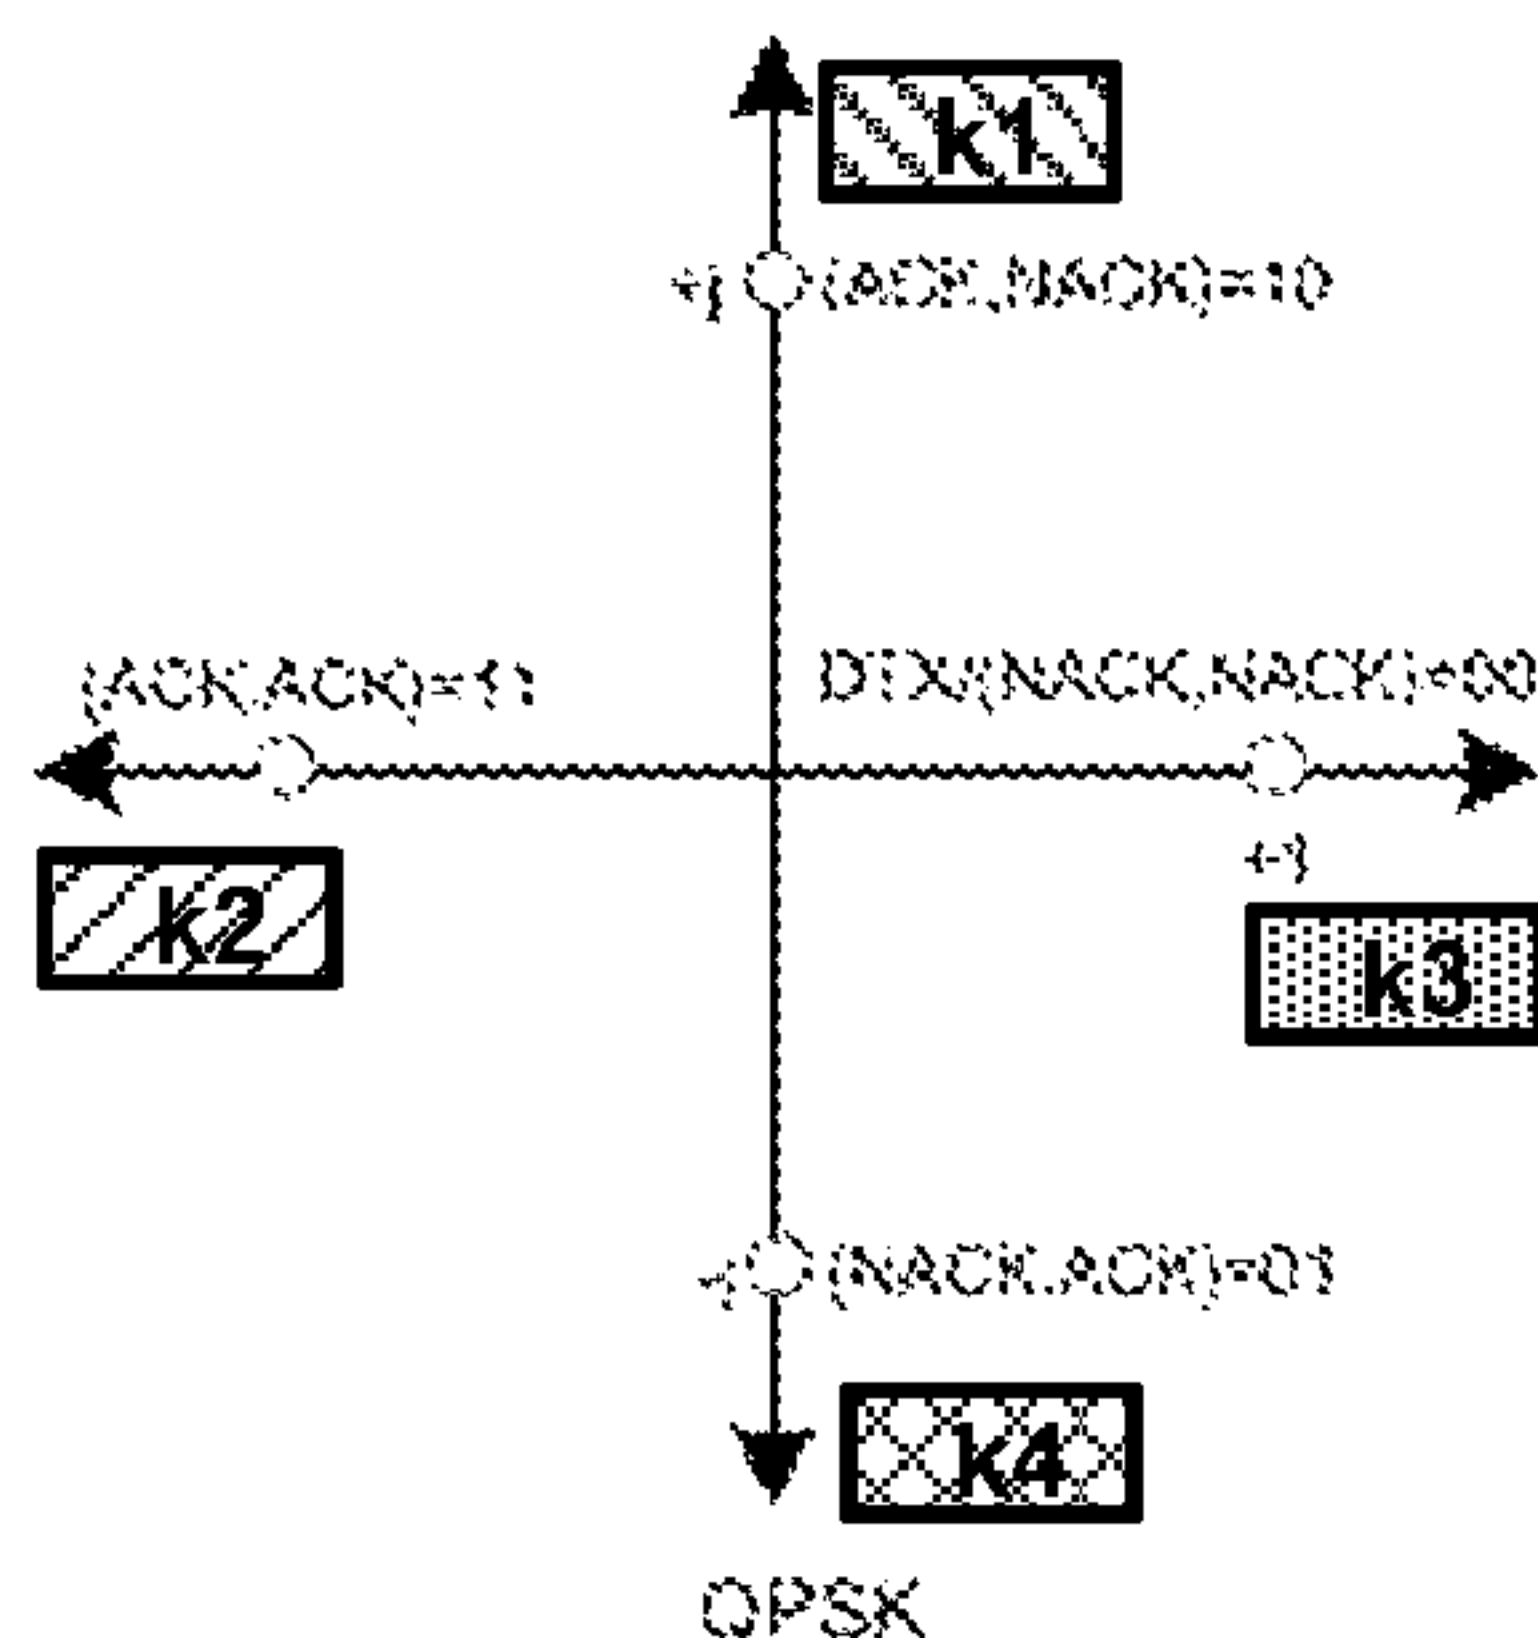 k1
+j (ACK,NACK)=10
(ACK,ACK)=11
DTX/(NACK,NACK)=00
k2
k3
-j (NACK,ACK)=01
k4
QPSK